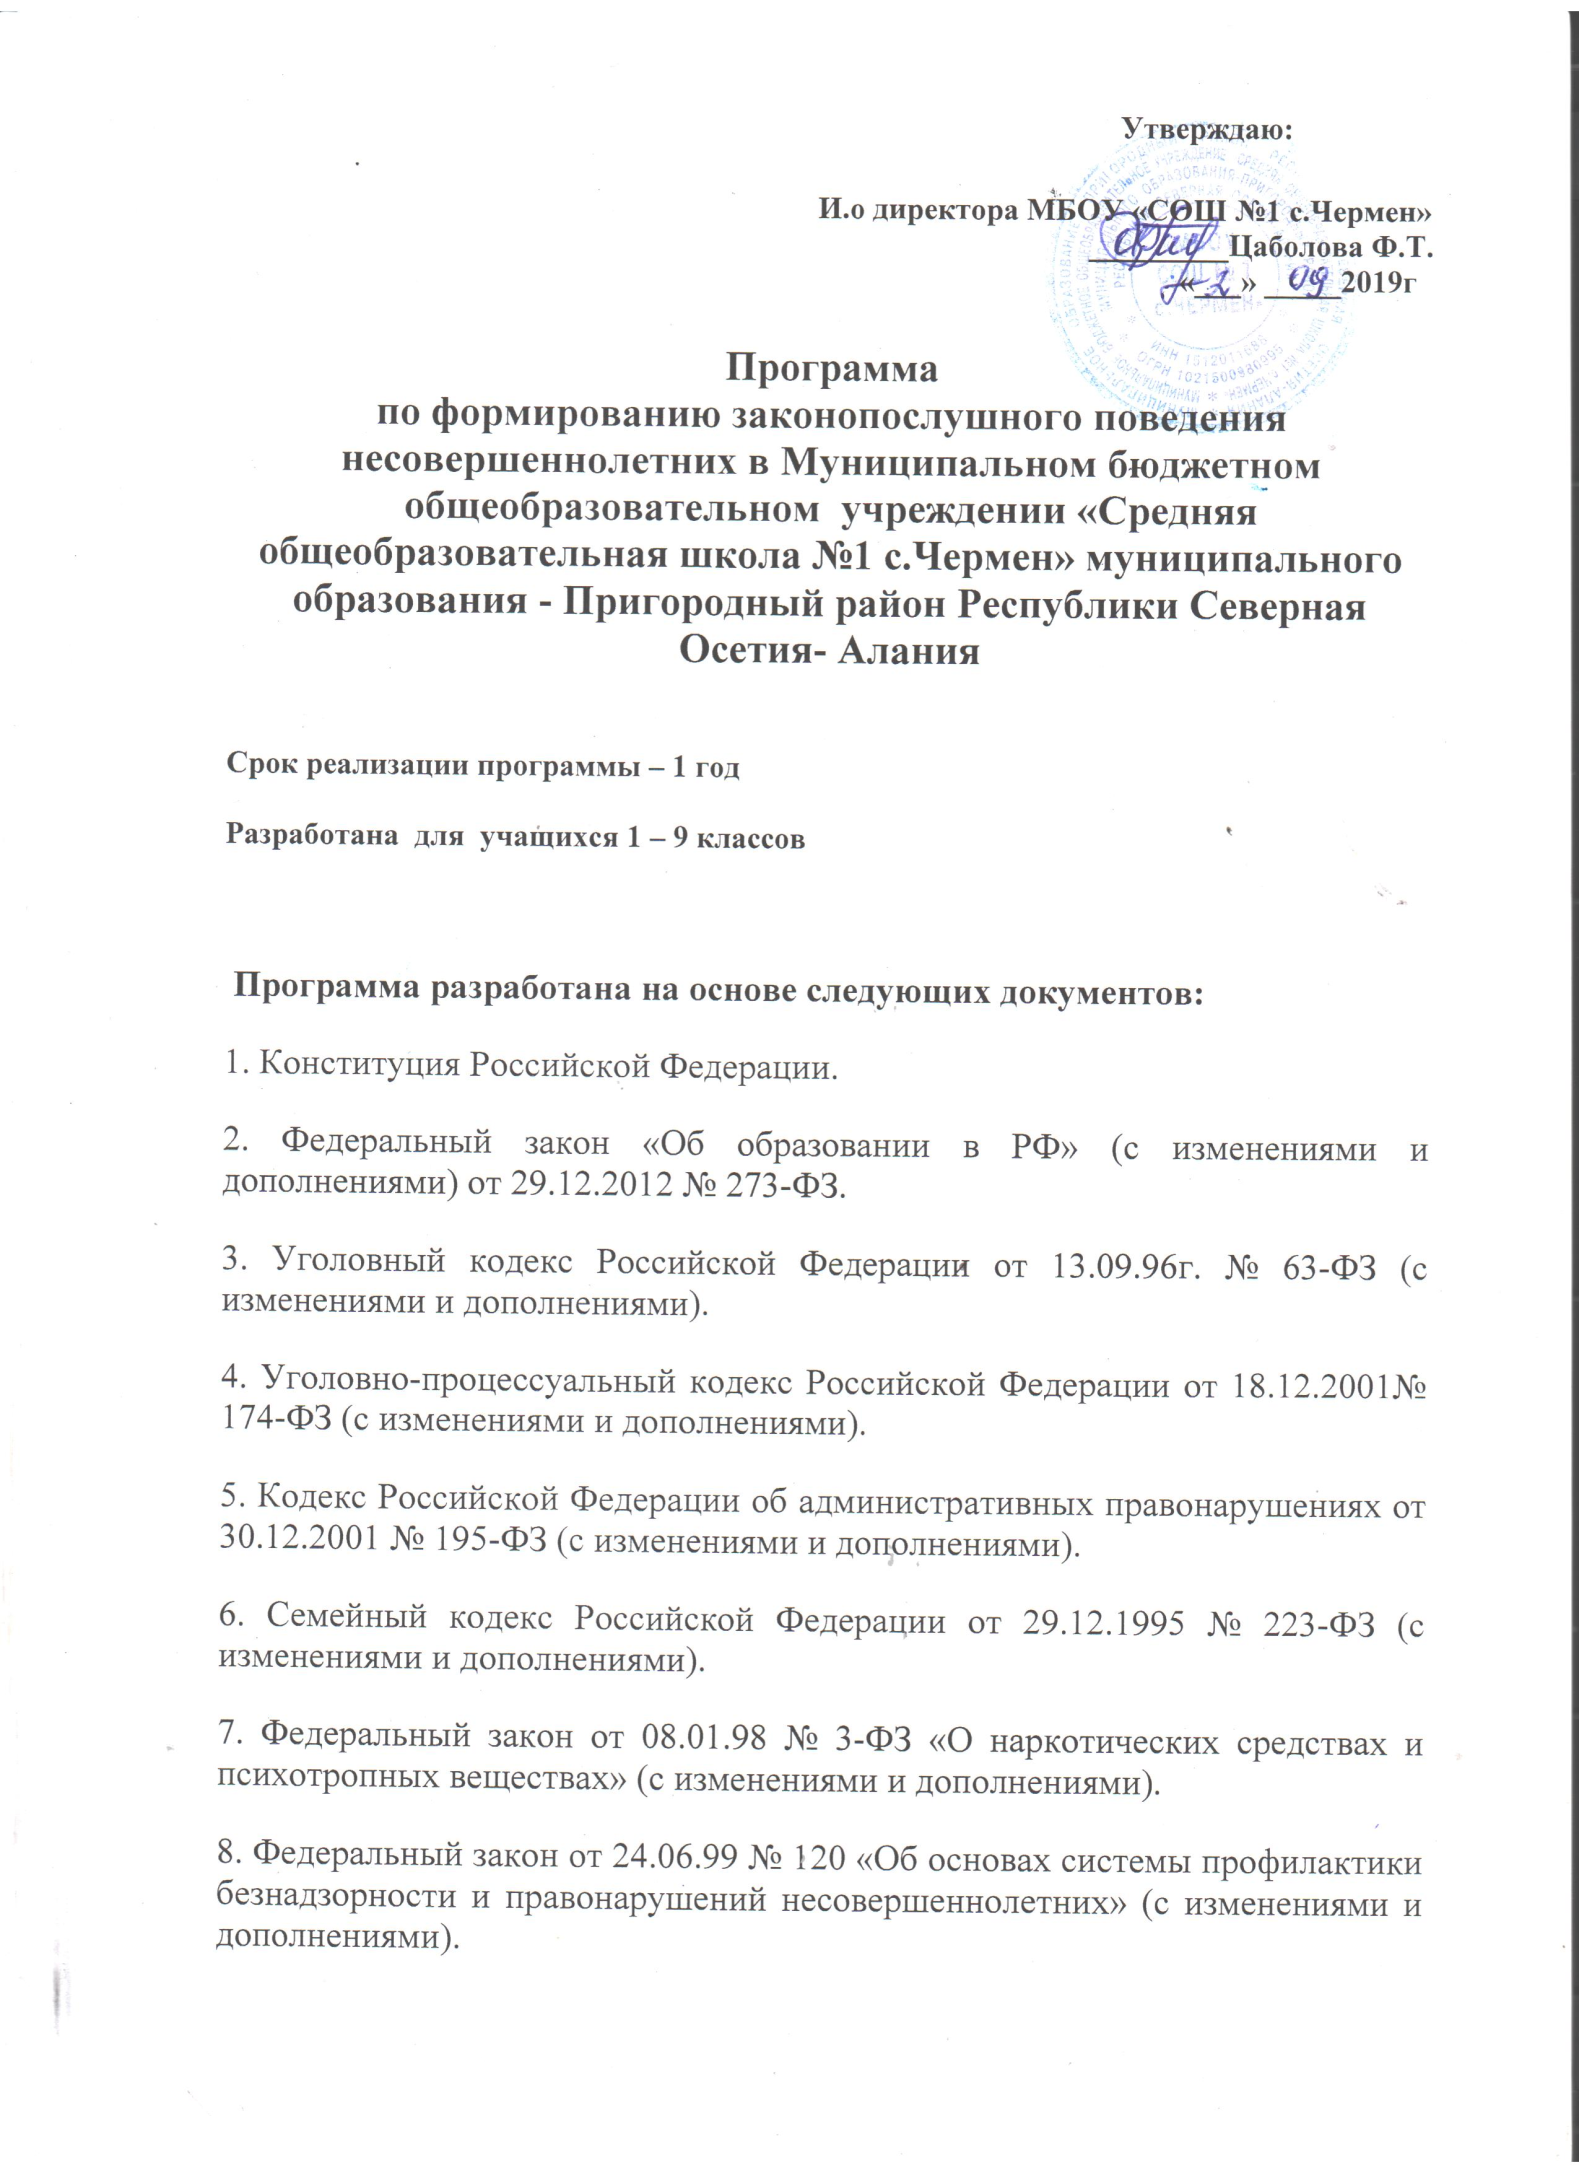 Утверждаю:
И.о директора МБОУ «СОШ №1 с.Чермен»
__________Цаболова Ф.Т.
«_2_» _09_2019г
ИНН 1512011686
СОШ №1
с.ЧЕРМЕН
Программа
по формированию законопослушного поведения
несовершеннолетних в Муниципальном бюджетном
общеобразовательном учреждении «Средняя
общеобразовательная школа №1 с.Чермен» муниципального
образования - Пригородный район Республики Северная
Осетия- Алания
Срок реализации программы – 1 год
Разработана для учащихся 1 – 9 классов
Программа разработана на основе следующих документов:
1. Конституция Российской Федерации.
2. Федеральный закон «Об образовании в РФ» (с изменениями и
дополнениями) от 29.12.2012 № 273-ФЗ.
3. Уголовный кодекс Российской Федерации от 13.09.96г. № 63-ФЗ (с
изменениями и дополнениями).
4. Уголовно-процессуальный кодекс Российской Федерации от 18.12.2001№
174-ФЗ (с изменениями и дополнениями).
5. Кодекс Российской Федерации об административных правонарушениях от
30.12.2001 № 195-ФЗ (с изменениями и дополнениями).
6. Семейный кодекс Российской Федерации от 29.12.1995 № 223-ФЗ (с
изменениями и дополнениями).
7. Федеральный закон от 08.01.98 № 3-ФЗ «О наркотических средствах и
психотропных веществах» (с изменениями и дополнениями).
8. Федеральный закон от 24.06.99 № 120 «Об основах системы профилактики
безнадзорности и правонарушений несовершеннолетних» (с изменениями и
дополнениями).